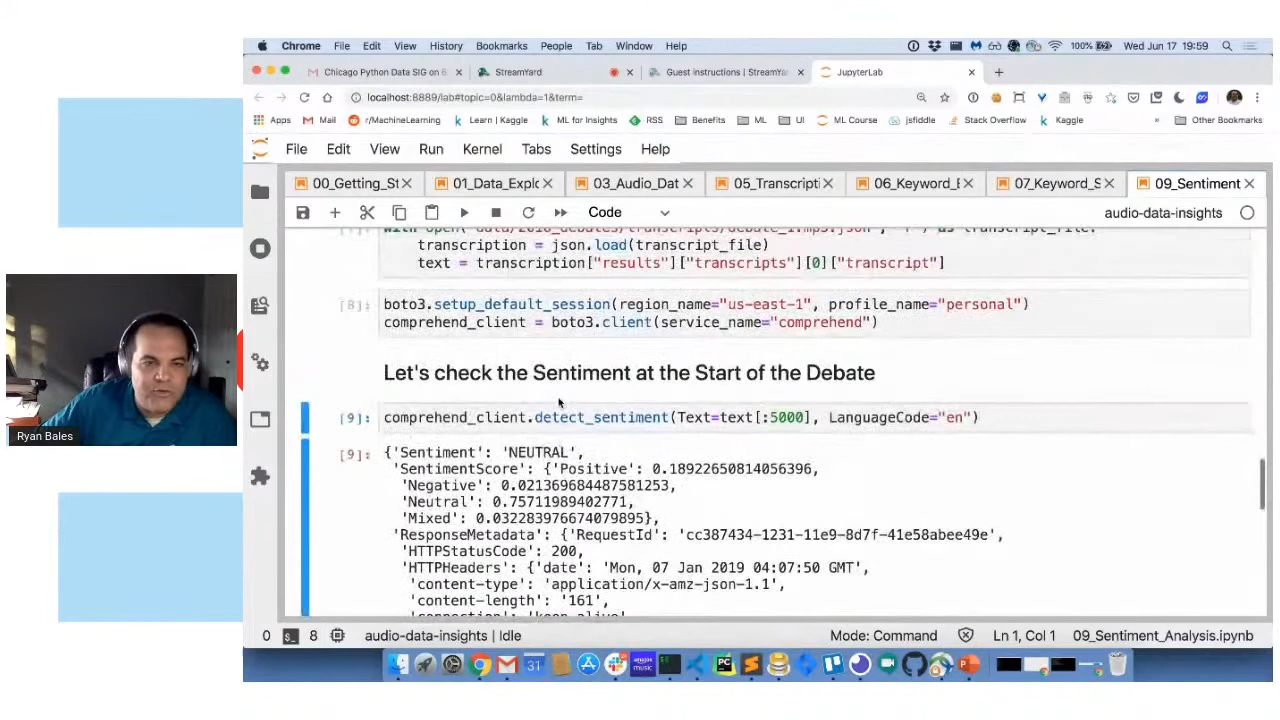 Chrome File Edit View History Bookmarks People Tab Window Help 100% Wed Jun 17 19:59
Chicago Python Data SIG on 6 StreamYard Guest Instructions | StreamYar JupyterLab
localhost:8889/lab#topic=0&lambda=1&term=
Apps Mail r/MachineLearning Learn | Kaggle ML for Insights RSS Benefits ML UI ML Course jsfiddle Stack Overflow Kaggle » Other Bookmarks
File Edit View Run Kernel Tabs Settings Help
00_Getting_St 01_Data_Explo 03_Audio_Dat 05_Transcripti 06_Keyword_E 07_Keyword_S 09_Sentiment
Code audio-data-insights
transcription = json.load(transcript_file)
text = transcription["results"]["transcripts"][0]["transcript"]
[8]: boto3.setup_default_session(region_name="us-east-1", profile_name="personal")
comprehend_client = boto3.client(service_name="comprehend")
Let's check the Sentiment at the Start of the Debate
[9]: comprehend_client.detect_sentiment(Text=text[:5000], LanguageCode="en")
[9]: {'Sentiment': 'NEUTRAL',
'SentimentScore': {'Positive': 0.18922650814056396,
'Negative': 0.021369684487581253,
'Neutral': 0.75711989402771,
'Mixed': 0.032283976674079895},
'ResponseMetadata': {'RequestId': 'cc387434-1231-11e9-8d7f-41e58abee49e',
'HTTPStatusCode': 200,
'HTTPHeaders': {'date': 'Mon, 07 Jan 2019 04:07:50 GMT',
'content-type': 'application/x-amz-json-1.1',
'content-length': '161',
Ryan Bales
0 8 audio-data-insights | Idle Mode: Command Ln 1, Col 1 09_Sentiment_Analysis.ipynb